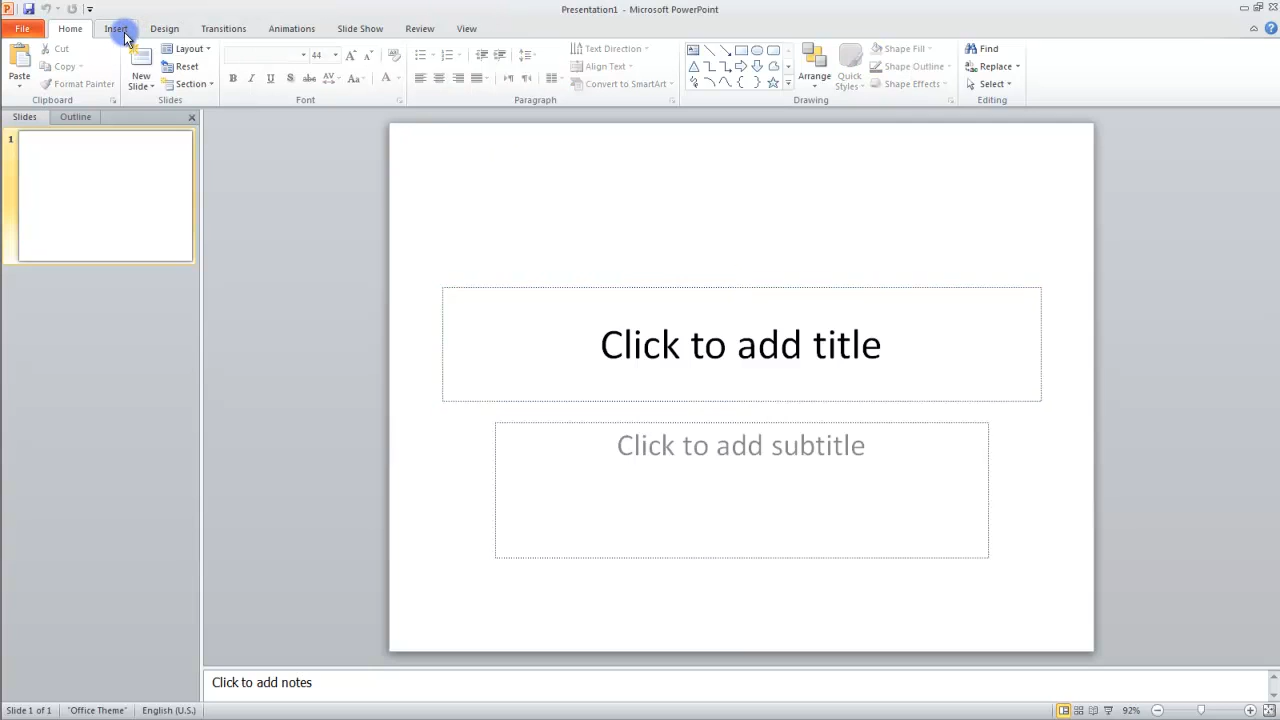 Presentation1 - Microsoft PowerPoint
File Home Insert Design Transitions Animations Slide Show Review View
Paste
Cut
Copy
Format Painter
Clipboard
New
Slide
Layout
Reset
Section
Slides
44
Font
Text Direction
Align Text
Convert to SmartArt
Paragraph
Arrange
Quick
Styles
Shape Fill
Shape Outline
Shape Effects
Drawing
Find
Replace
Select
Editing
Slides Outline
1
Click to add title
Click to add subtitle
Click to add notes
Slide 1 of 1 "Office Theme" English (U.S.) 92%